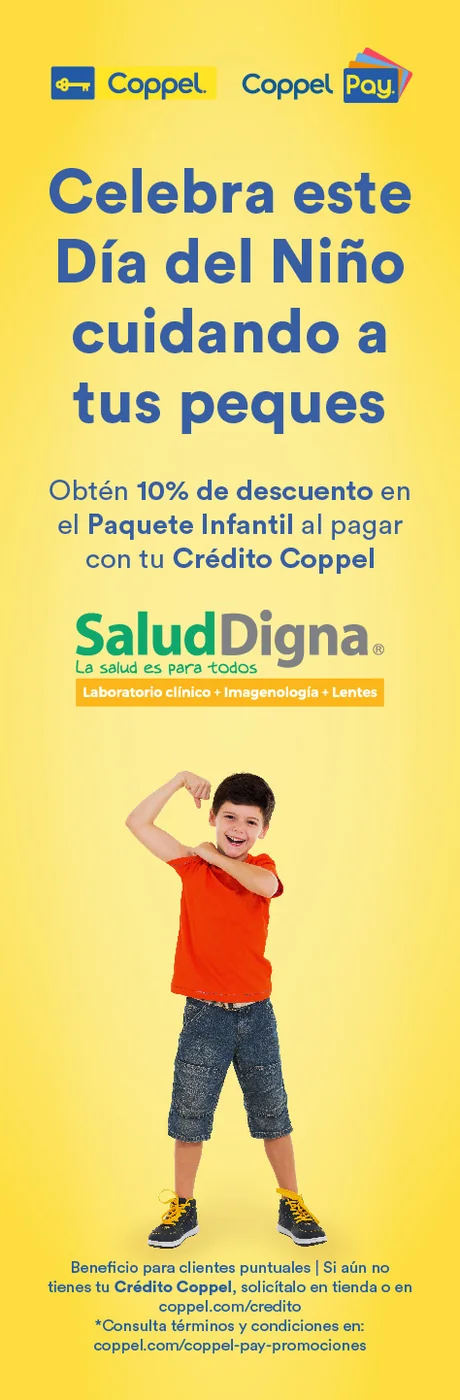 Coppel. Coppel Pay.
Celebra este
Día del Niño
cuidando a
tus peques
Obtén 10% de descuento en
el Paquete Infantil al pagar
con tu Crédito Coppel
SaludDigna®
La salud es para todos
Laboratorio clínico + Imagenología + Lentes
Beneficio para clientes puntuales | Si aún no
tienes tu Crédito Coppel, solicítalo en tienda o en
coppel.com/credito
*Consulta términos y condiciones en:
coppel.com/coppel-pay-promociones